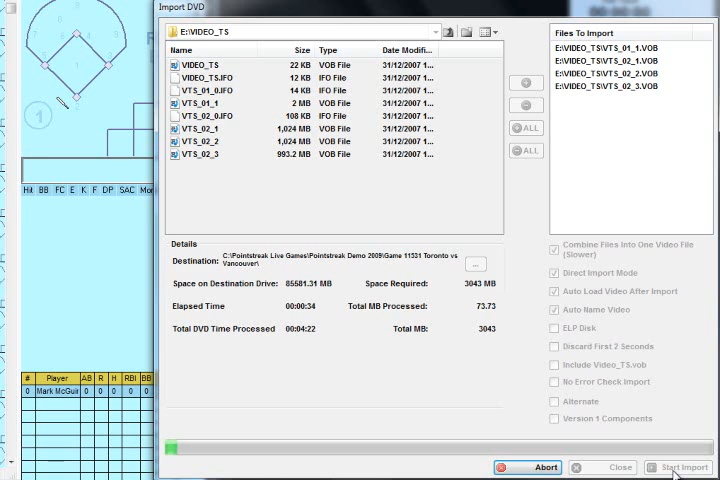 Import DVD
E:\VIDEO_TS
Name Size Type Date Modifi...
VIDEO_TS 22 KB VOB File 31/12/2007 1...
VIDEO_TS.IFO 12 KB IFO File 31/12/2007 1...
VTS_01_0.IFO 14 KB IFO File 31/12/2007 1...
VTS_01_1 2 MB VOB File 31/12/2007 1...
VTS_02_0.IFO 108 KB IFO File 31/12/2007 1...
VTS_02_1 1,024 MB VOB File 31/12/2007 1...
VTS_02_2 1,024 MB VOB File 31/12/2007 1...
VTS_02_3 993.2 MB VOB File 31/12/2007 1...
ALL
ALL
Files To Import
E:\VIDEO_TS\VTS_01_1.VOB
E:\VIDEO_TS\VTS_02_1.VOB
E:\VIDEO_TS\VTS_02_2.VOB
E:\VIDEO_TS\VTS_02_3.VOB
Details
Destination: C:\Pointstreak Live Games\Pointstreak Demo 2009\Game 11531 Toronto vs
Vancouver\
...
Space on Destination Drive: 85581.31 MB Space Required: 3043 MB
Elapsed Time 00:00:34 Total MB Processed: 73.73
Total DVD Time Processed 00:04:22 Total MB: 3043
Combine Files Into One Video File
(Slower)
Direct Import Mode
Auto Load Video After Import
Auto Name Video
ELP Disk
Discard First 2 Seconds
Include Video_TS.vob
No Error Check Import
Alternate
Version 1 Components
Abort Close Start Import
8
5 1 3
2
1
Hit BB FC E K F DP SAC Mor
# Player AB R H RBI BB
0 Mark McGuir 0 0 0 0 0